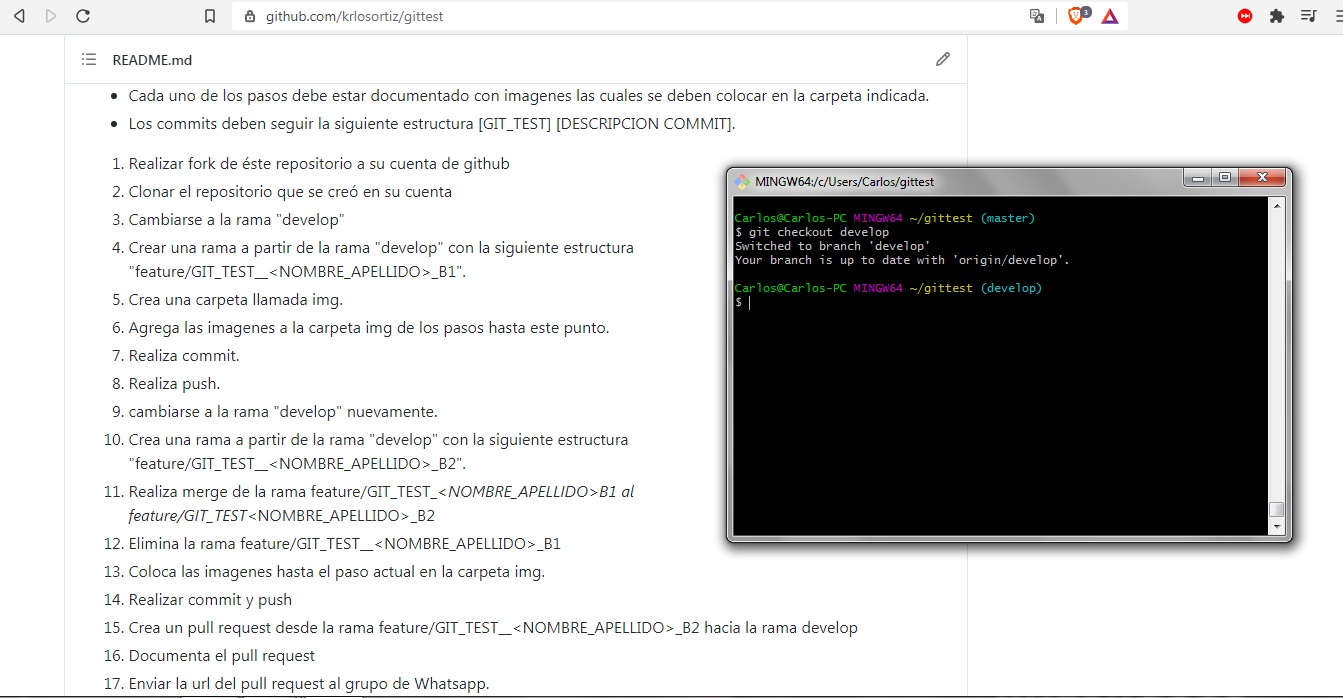 github.com/krlosortiz/gittest
3
README.md
Cada uno de los pasos debe estar documentado con imagenes las cuales se deben colocar en la carpeta indicada.
Los commits deben seguir la siguiente estructura [GIT_TEST] [DESCRIPCION COMMIT].
1. Realizar fork de éste repositorio a su cuenta de github
2. Clonar el repositorio que se creó en su cuenta
3. Cambiarse a la rama "develop"
4. Crear una rama a partir de la rama "develop" con la siguiente estructura
"feature/GIT_TEST__<NOMBRE_APELLIDO>_B1".
5. Crea una carpeta llamada img.
6. Agrega las imagenes a la carpeta img de los pasos hasta este punto.
7. Realiza commit.
8. Realiza push.
9. cambiarse a la rama "develop" nuevamente.
10. Crea una rama a partir de la rama "develop" con la siguiente estructura
"feature/GIT_TEST__<NOMBRE_APELLIDO>_B2".
11. Realiza merge de la rama feature/GIT_TEST_<NOMBRE_APELLIDO>B1 al
feature/GIT_TEST<NOMBRE_APELLIDO>_B2
12. Elimina la rama feature/GIT_TEST__<NOMBRE_APELLIDO>_B1
13. Coloca las imagenes hasta el paso actual en la carpeta img.
14. Realizar commit y push
15. Crea un pull request desde la rama feature/GIT_TEST__<NOMBRE_APELLIDO>_B2 hacia la rama develop
16. Documenta el pull request
17. Enviar la url del pull request al grupo de Whatsapp.
MINGW64:/c/Users/Carlos/gittest
Carlos@Carlos-PC MINGW64 ~/gittest (master)
$ git checkout develop
Switched to branch 'develop'
Your branch is up to date with 'origin/develop'.
Carlos@Carlos-PC MINGW64 ~/gittest (develop)
$